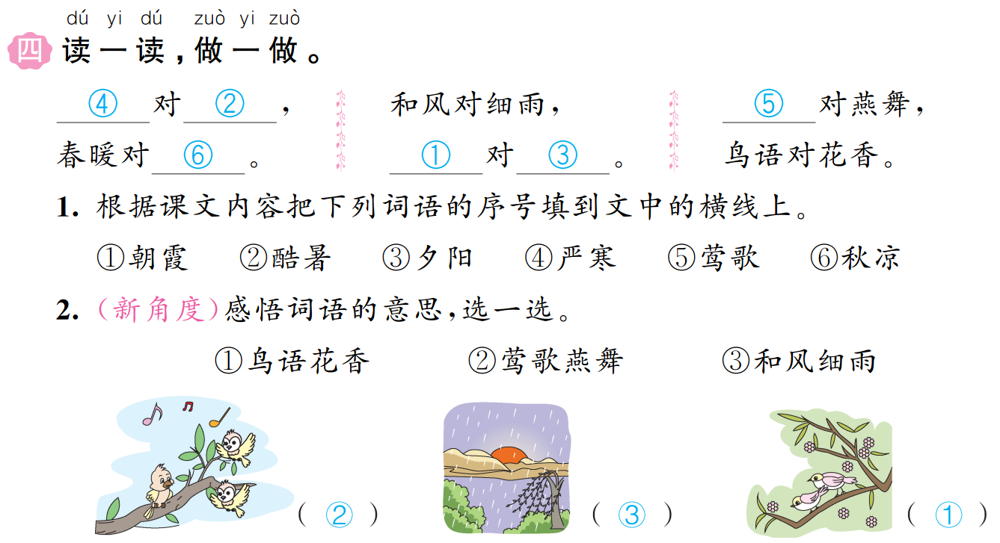 dú yi dú zuò yi zuò
四 读一读，做一做。
④对②， 和风对细雨， ⑤对燕舞，
春暖对⑥。 ①对③。 鸟语对花香。
1. 根据课文内容把下列词语的序号填到文中的横线上。
①朝霞 ②酷暑 ③夕阳 ④严寒 ⑤莺歌 ⑥秋凉
2. （新角度）感悟词语的意思，选一选。
①鸟语花香 ②莺歌燕舞 ③和风细雨
（②） （③） （①）